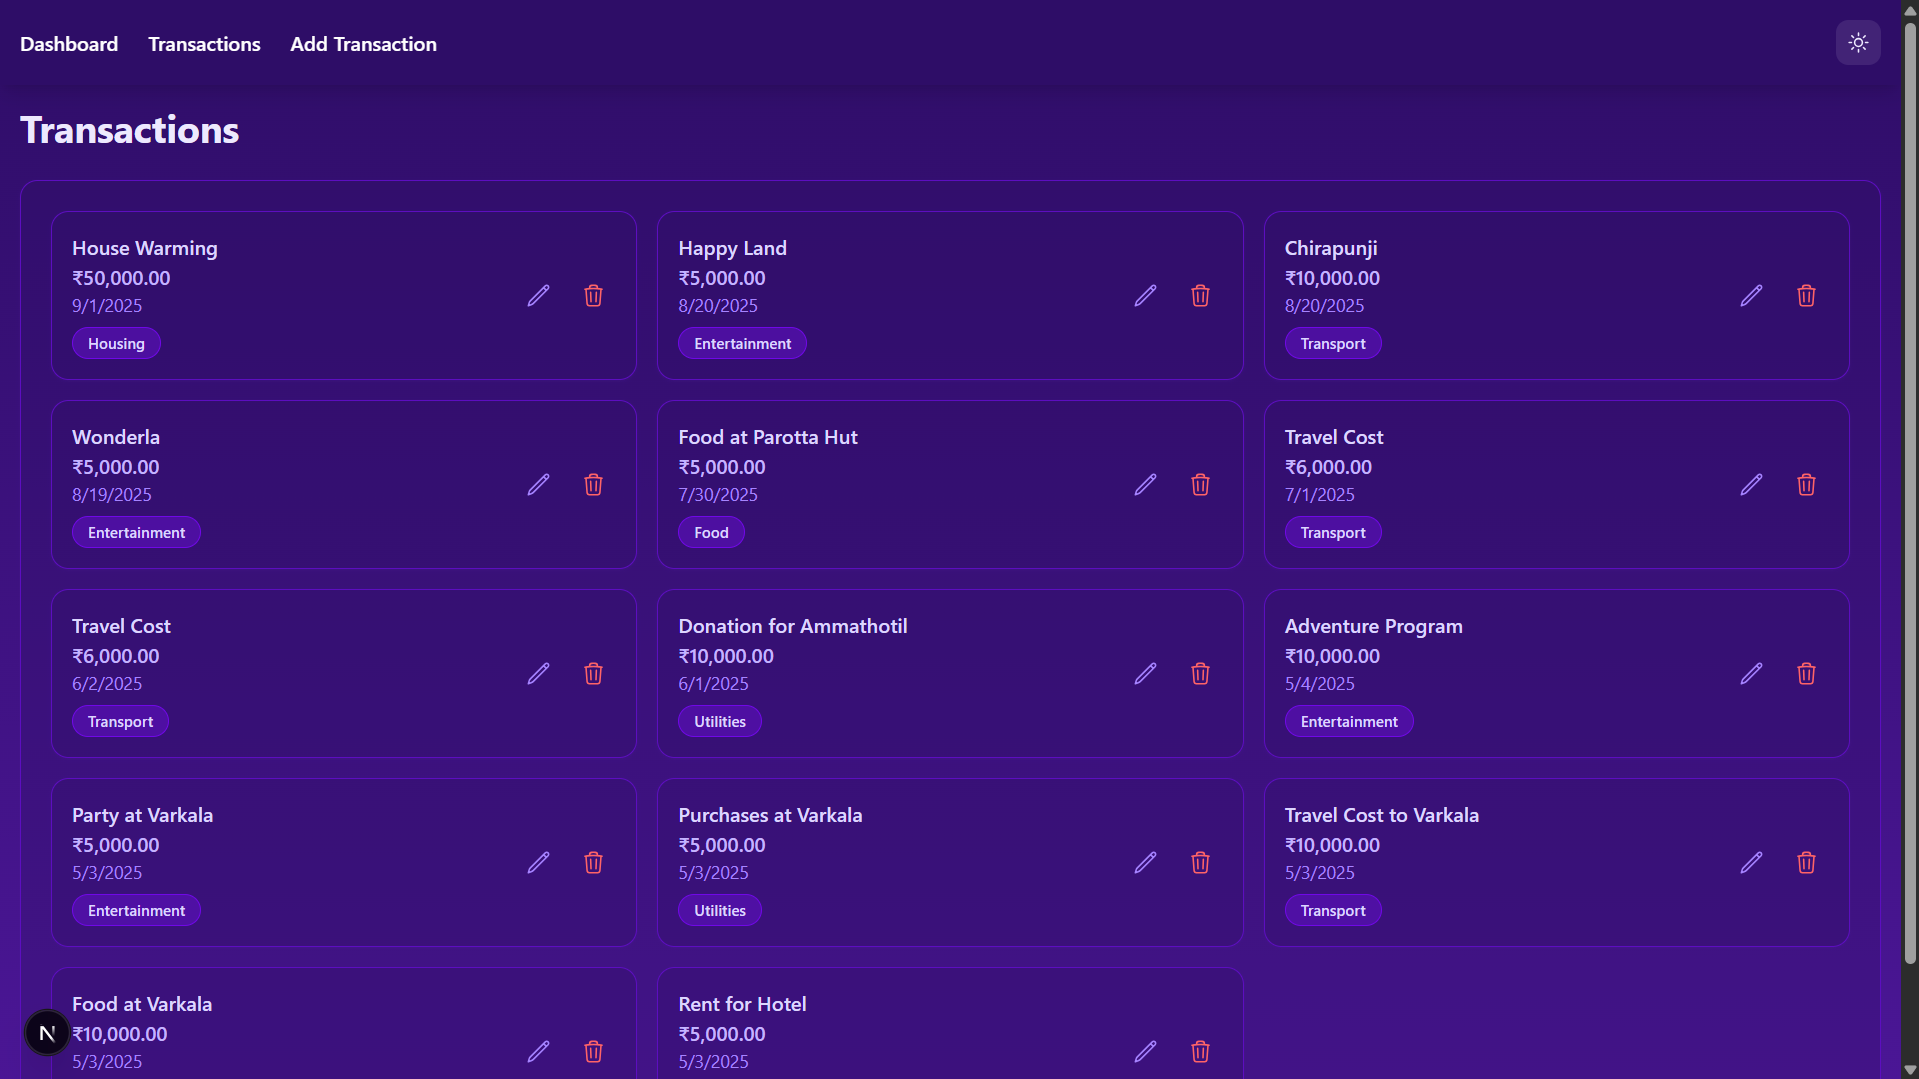 Dashboard
Transactions
Add Transaction
Transactions
House Warming
₹50,000.00
9/1/2025
Housing
Happy Land
₹5,000.00
8/20/2025
Entertainment
Chirapunji
₹10,000.00
8/20/2025
Transport
Wonderla
₹5,000.00
8/19/2025
Entertainment
Food at Parotta Hut
₹5,000.00
7/30/2025
Food
Travel Cost
₹6,000.00
7/1/2025
Transport
Travel Cost
₹6,000.00
6/2/2025
Transport
Donation for Ammathotil
₹10,000.00
6/1/2025
Utilities
Adventure Program
₹10,000.00
5/4/2025
Entertainment
Party at Varkala
₹5,000.00
5/3/2025
Entertainment
Purchases at Varkala
₹5,000.00
5/3/2025
Utilities
Travel Cost to Varkala
₹10,000.00
5/3/2025
Transport
Food at Varkala
₹10,000.00
5/3/2025
Rent for Hotel
₹5,000.00
5/3/2025
N